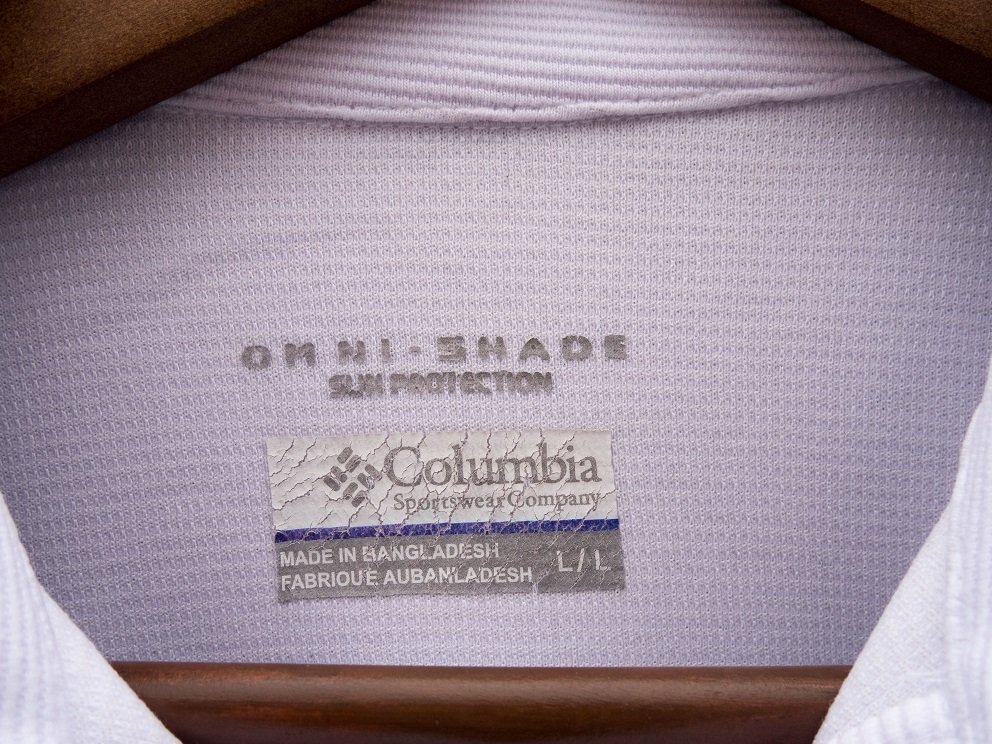 OMNI-SHADE
SUN PROTECTION
Columbia
Sportswear Company
MADE IN BANGLADESH L/L
FABRIQUE AUBANLADESH